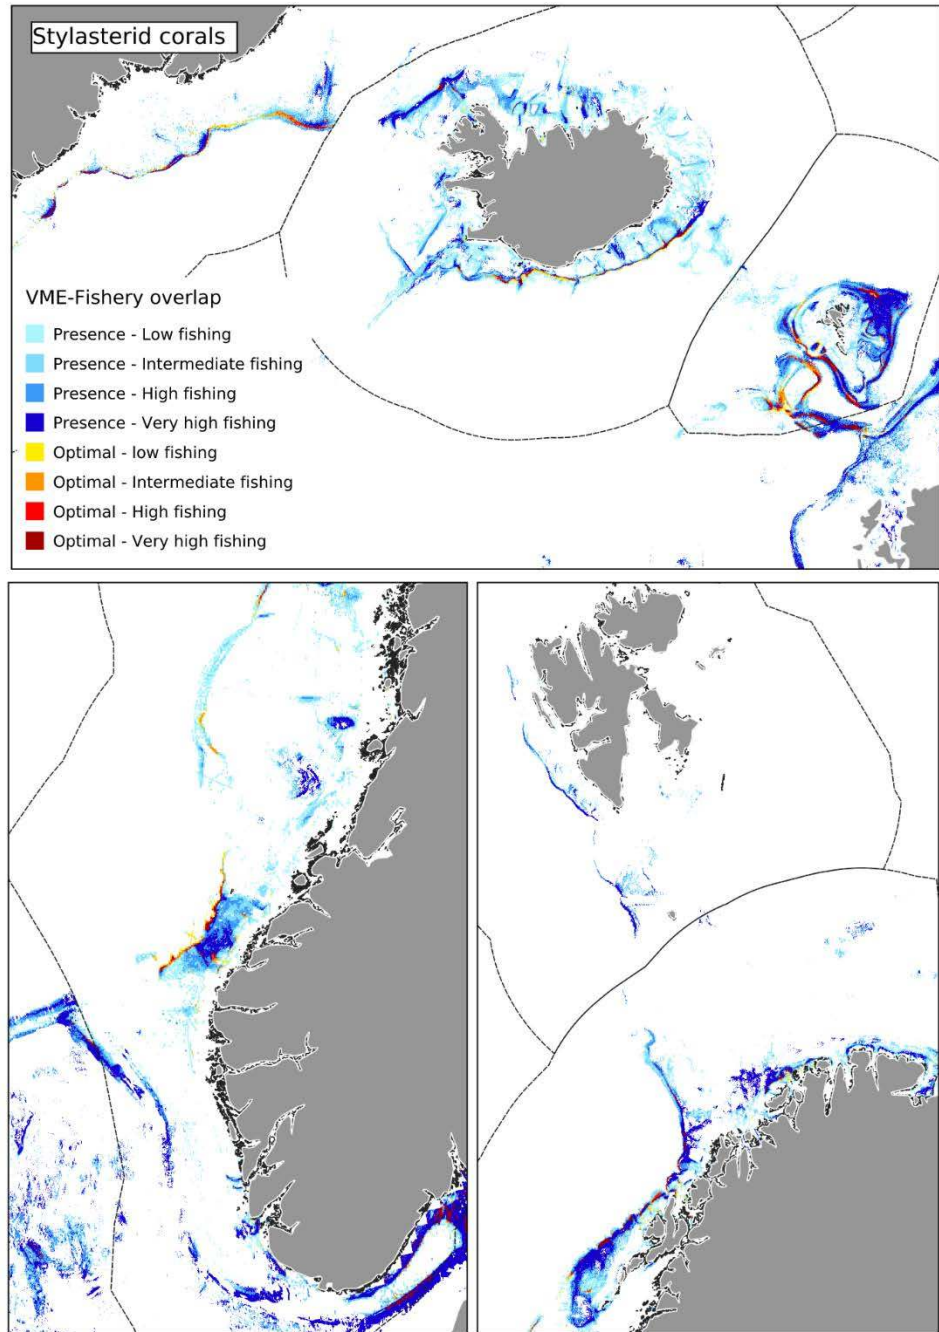 Stylasterid corals
VME-Fishery overlap
Presence - Low fishing
Presence - Intermediate fishing
Presence - High fishing
Presence - Very high fishing
Optimal - low fishing
Optimal - Intermediate fishing
Optimal - High fishing
Optimal - Very high fishing